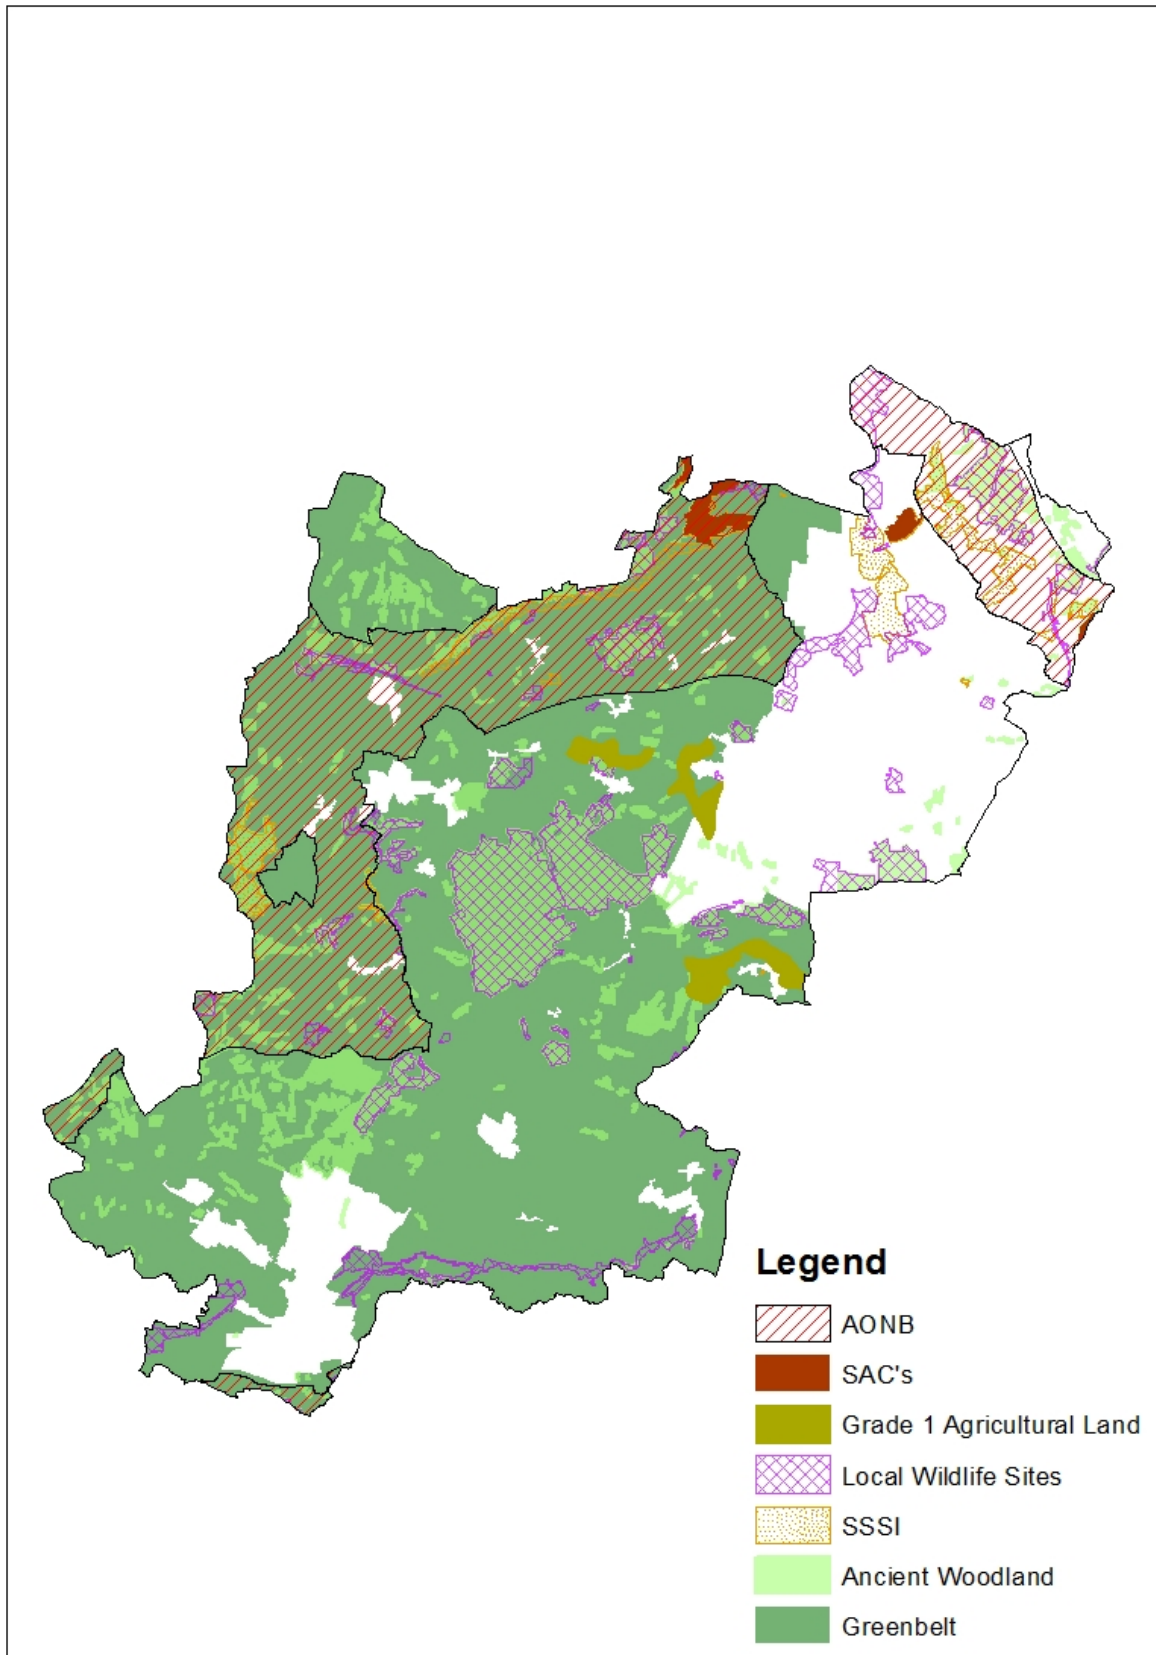 Legend
AONB
SAC's
Grade 1 Agricultural Land
Local Wildlife Sites
SSSI
Ancient Woodland
Greenbelt